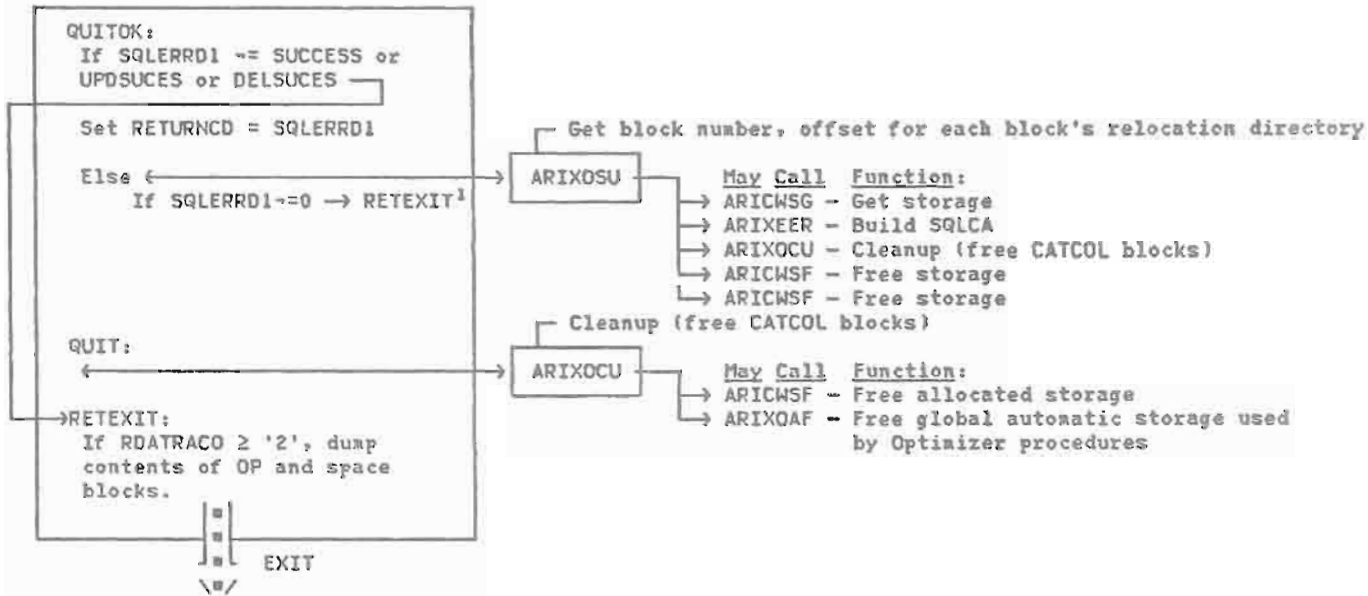 QUITOK:
If SQLERRD1 ¬= SUCCESS or
UPDSUCES or DELSUCES
Set RETURNCD = SQLERRD1
Else
If SQLERRD1¬=0 → RETEXIT¹
Get block number, offset for each block's relocation directory
ARIXOSU
May Call Function:
ARICWSG - Get storage
ARIXEER - Build SQLCA
ARIXOCU - Cleanup (free CATCOL blocks)
ARICWSF - Free storage
ARICWSF - Free storage
QUIT:
Cleanup (free CATCOL blocks)
ARIXOCU
May Call Function:
ARICWSF - Free allocated storage
ARIXOAF - Free global automatic storage used
by Optimizer procedures
RETEXIT:
If RDATRACO ≥ '2', dump
contents of OP and space
blocks.
EXIT